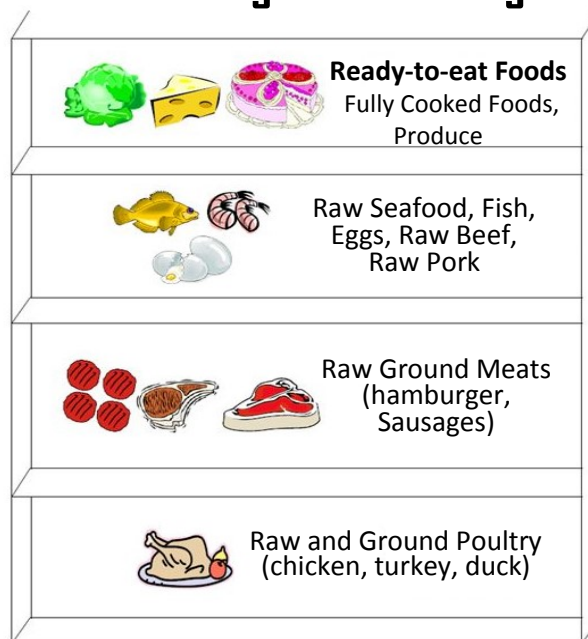 Ready-to-eat Foods
Fully Cooked Foods,
Produce
Raw Seafood, Fish,
Eggs, Raw Beef,
Raw Pork
Raw Ground Meats
(hamburger,
Sausages)
Raw and Ground Poultry
(chicken, turkey, duck)